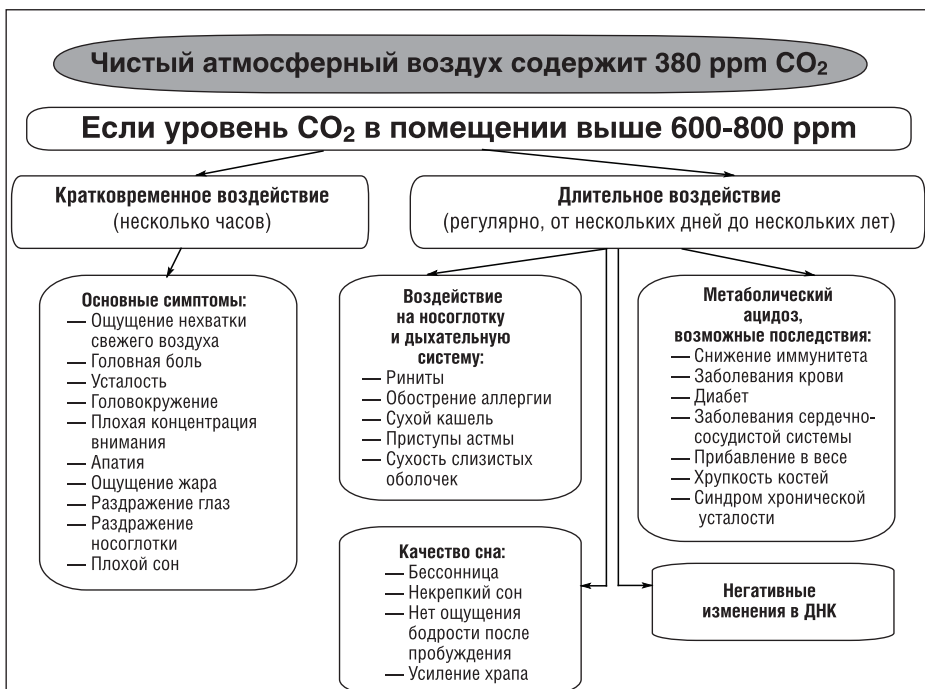 Чистый атмосферный воздух содержит 380 ppm CO₂
Если уровень CO₂ в помещении выше 600-800 ppm
Кратковременное воздействие
(несколько часов)
Длительное воздействие
(регулярно, от нескольких дней до нескольких лет)
Основные симптомы:
— Ощущение нехватки
свежего воздуха
— Головная боль
— Усталость
— Головокружение
— Плохая концентрация
внимания
— Апатия
— Ощущение жара
— Раздражение глаз
— Раздражение
носоглотки
— Плохой сон
Воздействие
на носоглотку
и дыхательную
систему:
— Риниты
— Обострение аллергии
— Сухой кашель
— Приступы астмы
— Сухость слизистых
оболочек
Метаболический
ацидоз,
возможные последствия:
— Снижение иммунитета
— Заболевания крови
— Диабет
— Заболевания сердечно-
сосудистой системы
— Прибавление в весе
— Хрупкость костей
— Синдром хронической
усталости
Качество сна:
— Бессонница
— Некрепкий сон
— Нет ощущения
бодрости после
пробуждения
— Усиление храпа
Негативные
изменения в ДНК